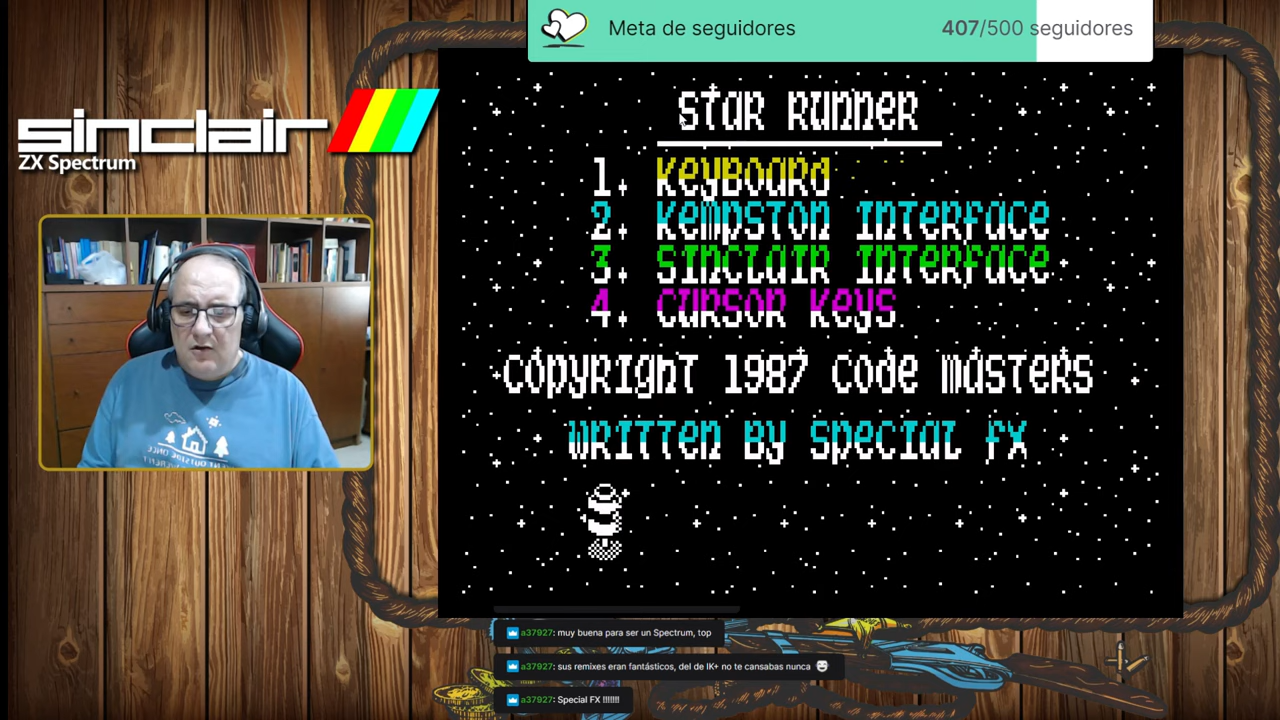 Meta de seguidores
407/500 seguidores
sinclair
ZX Spectrum
STAR RUNNER
1. KEYBOARD
2. KEMPSTON INTERFACE
3. SINCLAIR INTERFACE
4. CURSOR KEYS
COPYRIGHT 1987 CODE MASTERS
WRITTEN BY SPECIAL FX
a37927: muy buena para ser un Spectrum, top
a37927: sus remixes eran fantásticos, del de IK+ no te cansabas nunca
a37927: Special FX !!!!!!!